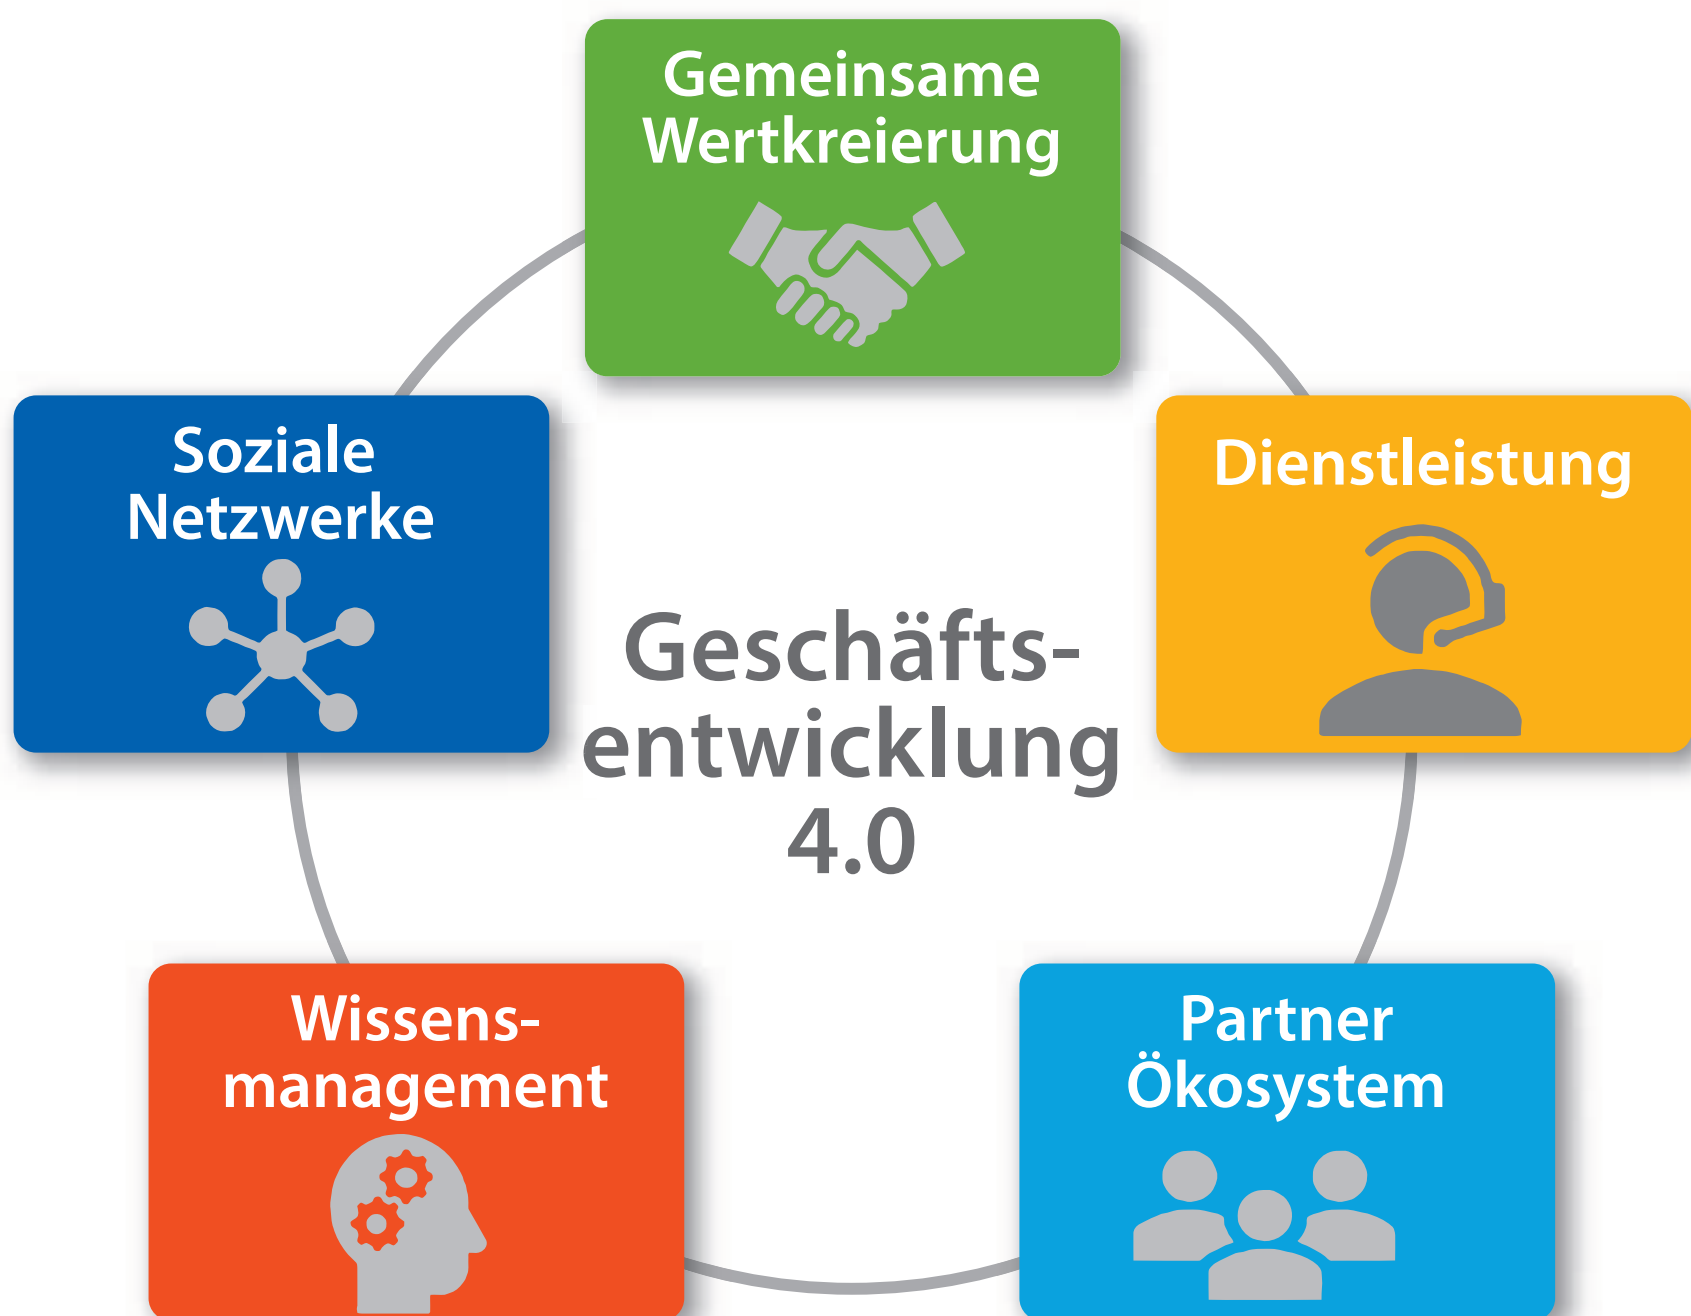 Gemeinsame
Wertkreierung
Soziale
Netzwerke
Dienstleistung
Geschäfts-
entwicklung
4.0
Wissens-
management
Partner
Ökosystem